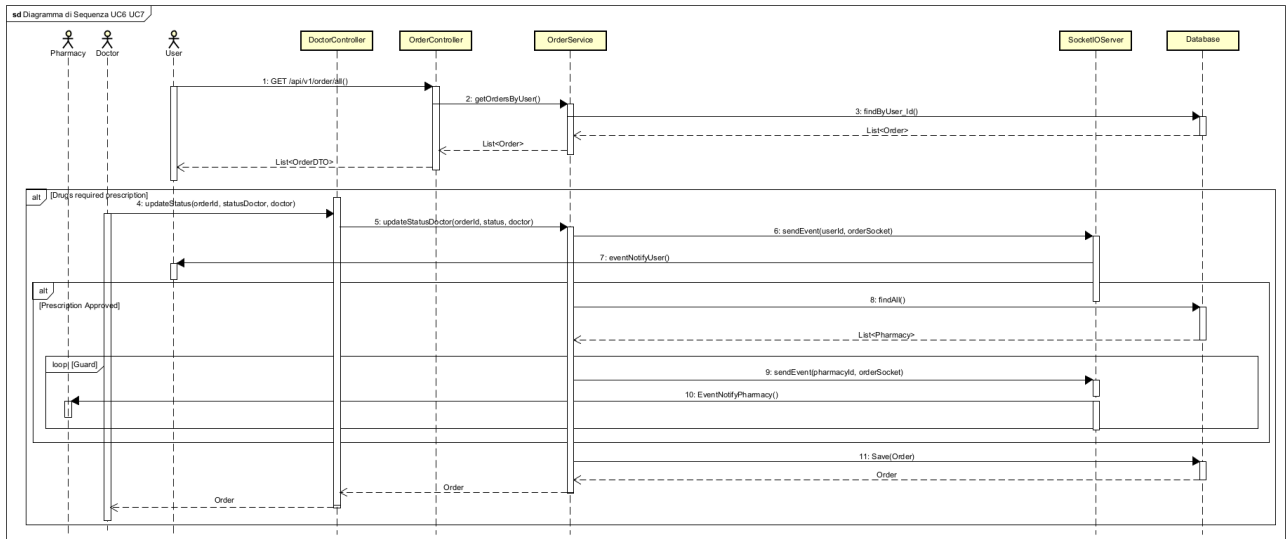 sd Diagramma di Sequenza UC6 UC7
Pharmacy
Doctor
User
DoctorController
OrderController
OrderService
SocketIOServer
Database
1: GET /api/v1/order/all()
2: getOrdersByUser()
3: findByUser_Id()
List<Order>
List<Order>
List<OrderDTO>
alt
[Drugs required prescription]
4: updateStatus(orderId, statusDoctor, doctor)
5: updateStatusDoctor(orderId, status, doctor)
6: sendEvent(userId, orderSocket)
7: eventNotifyUser()
alt
[Prescription Approved]
8: findAll()
List<Pharmacy>
loop [Guard]
9: sendEvent(pharmacyId, orderSocket)
10: EventNotifyPharmacy()
11: Save(Order)
Order
Order
Order